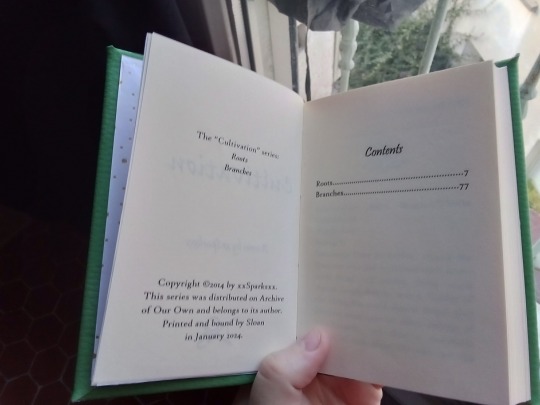 The "Cultivation" series:
Roots
Branches
Copyright ©2014 by xxSparksxx.
This series was distributed on Archive
of Our Own and belongs to its author.
Printed and bound by Sloan
in January 2024.
Contents
Roots......................................................7
Branches................................................77